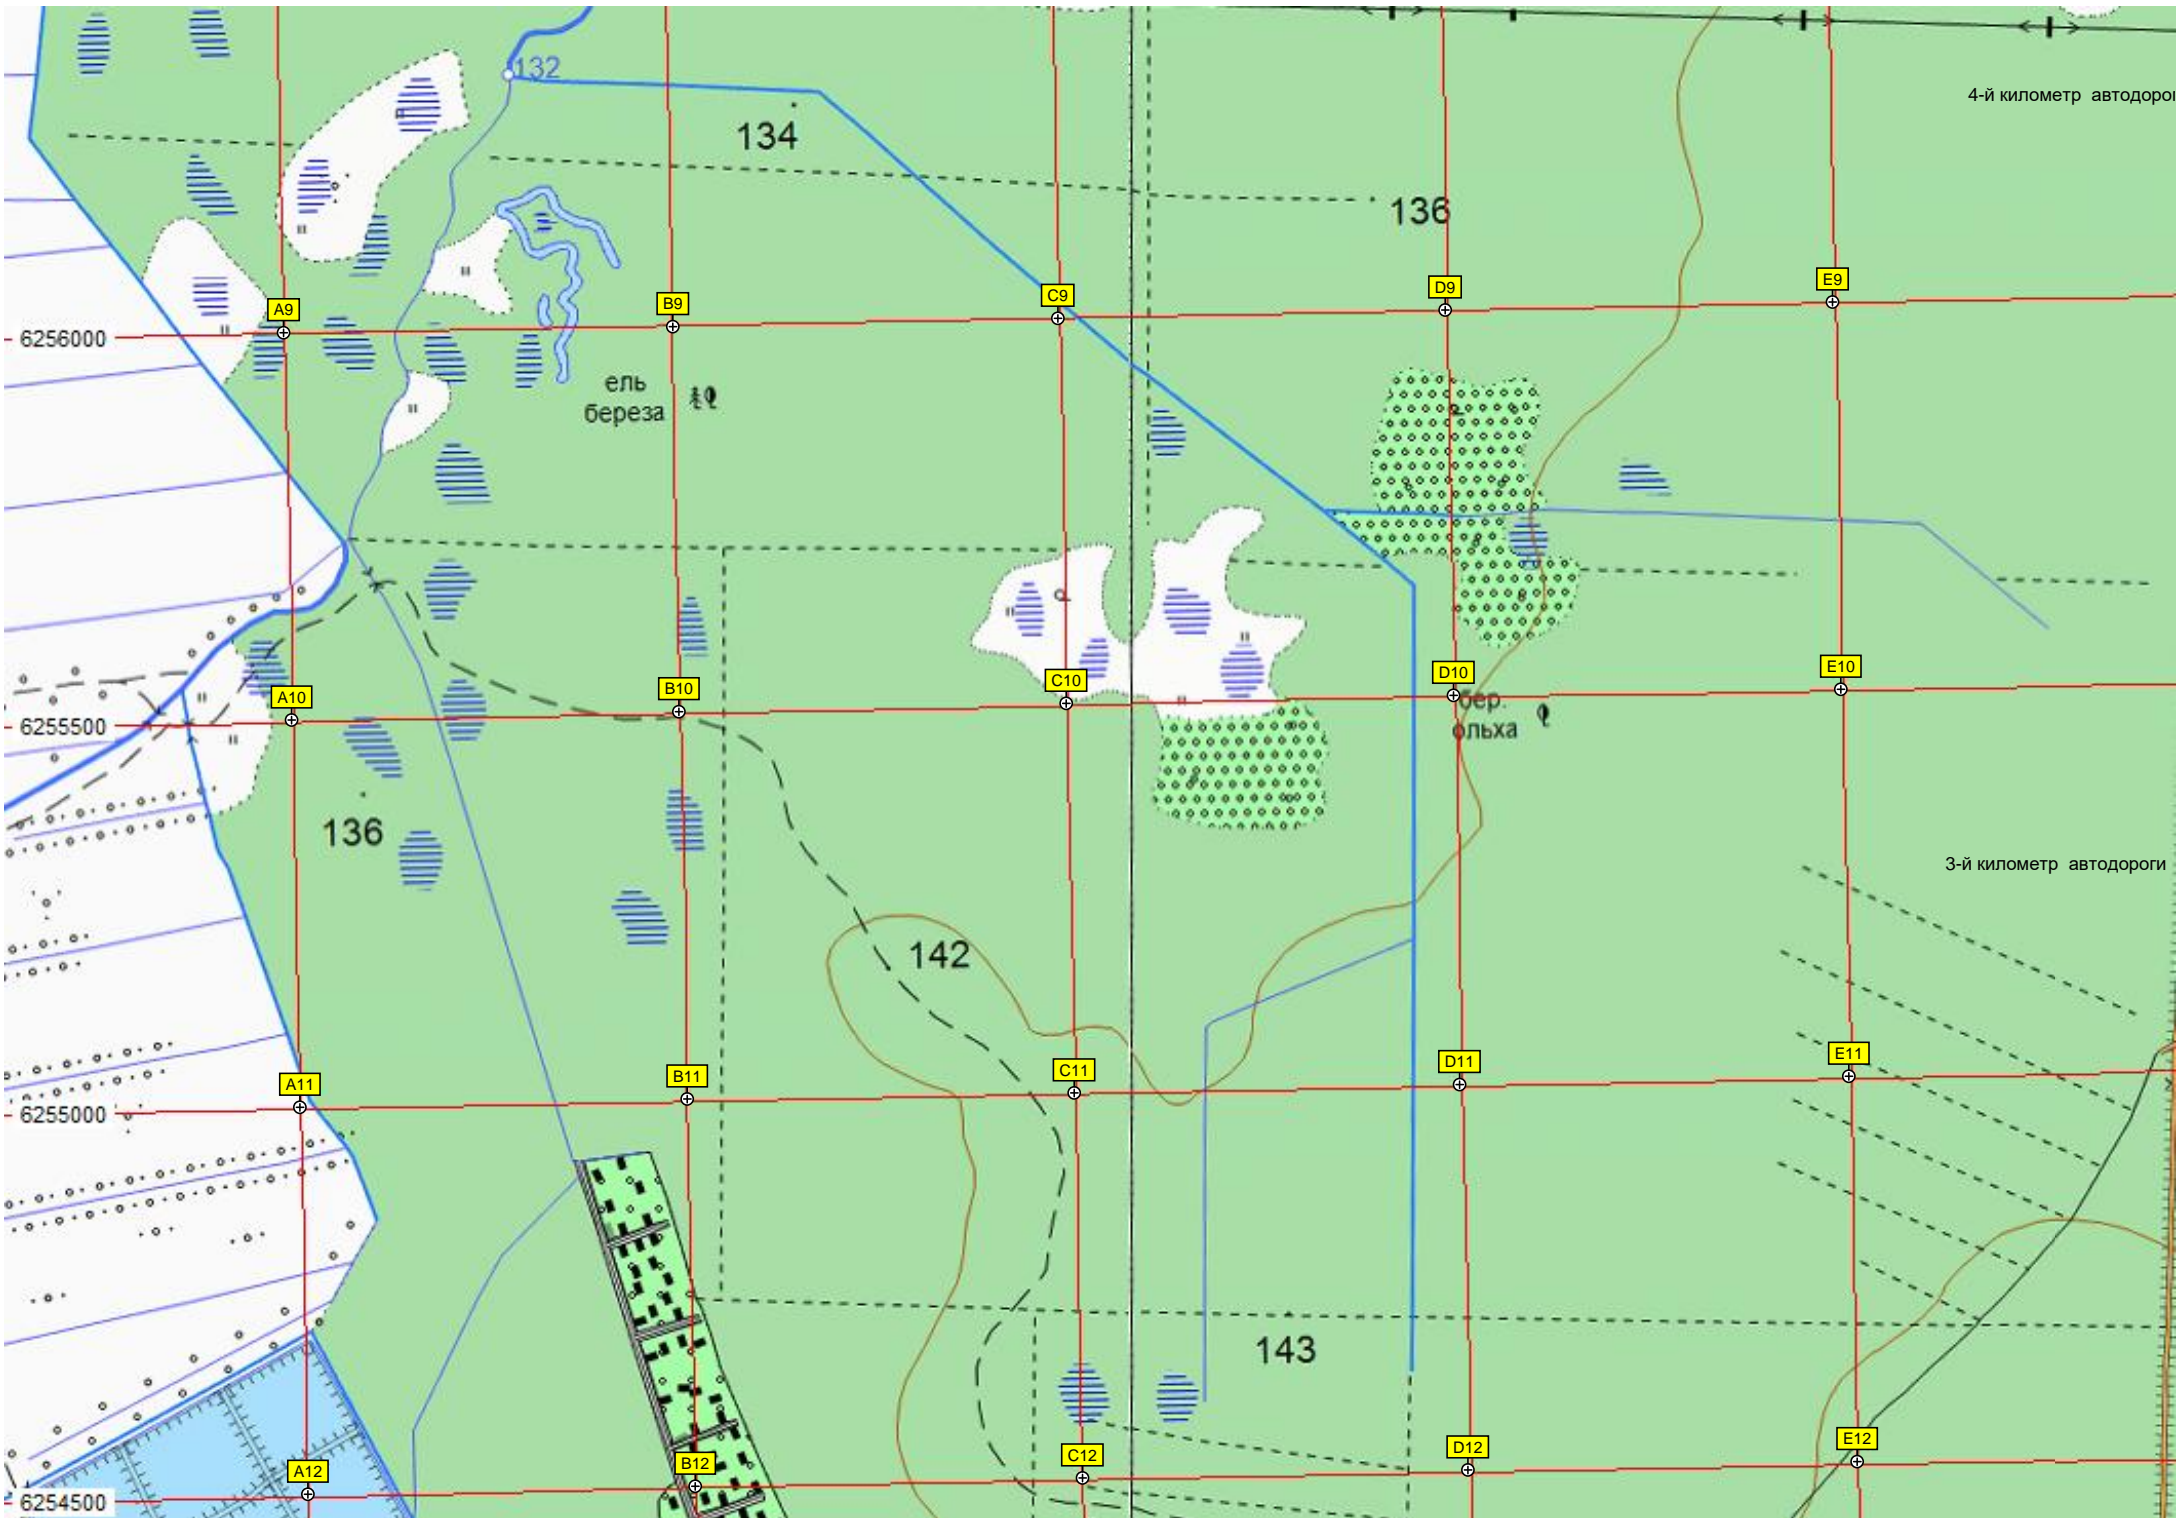 132
4-й километр автодорог
134
136
A9
B9
C9
D9
E9
6256000
ель
береза
A10
B10
C10
D10
E10
6255500
бер.
ольха
136
3-й километр автодороги
142
A11
B11
C11
D11
E11
6255000
143
A12
B12
C12
D12
E12
6254500